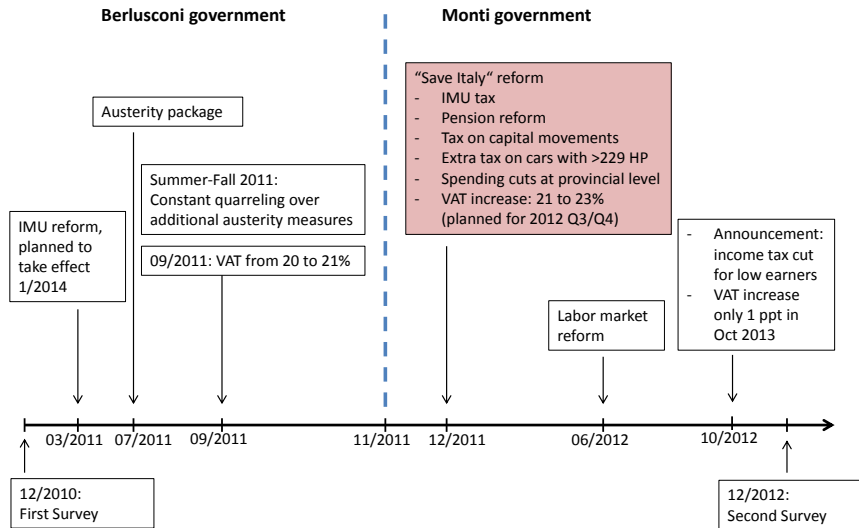 Berlusconi government
Monti government
Austerity package
Summer-Fall 2011:
Constant quarreling over
additional austerity measures
IMU reform,
planned to
take effect
1/2014
09/2011: VAT from 20 to 21%
“Save Italy“ reform
- IMU tax
- Pension reform
- Tax on capital movements
- Extra tax on cars with >229 HP
- Spending cuts at provincial level
- VAT increase: 21 to 23%
(planned for 2012 Q3/Q4)
Labor market
reform
- Announcement:
income tax cut
for low earners
- VAT increase
only 1 ppt in
Oct 2013
03/2011
07/2011
09/2011
11/2011
12/2011
06/2012
10/2012
12/2010:
First Survey
12/2012:
Second Survey